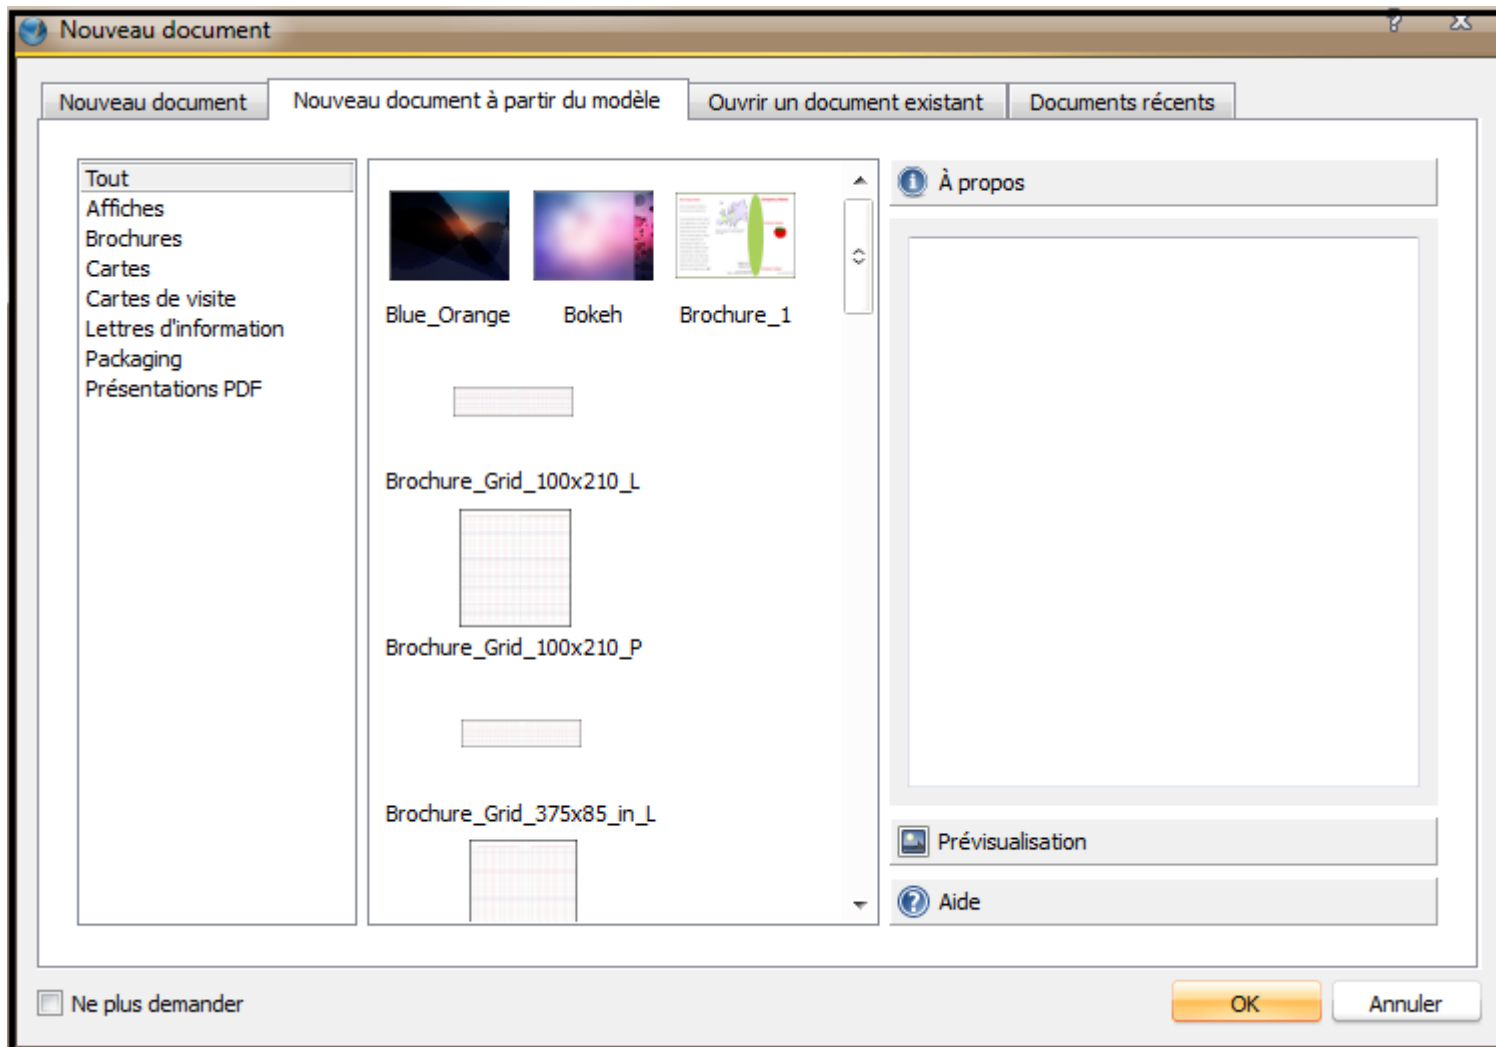 Nouveau document
Nouveau document
Nouveau document à partir du modèle
Ouvrir un document existant
Documents récents
Tout
Affiches
Brochures
Cartes
Cartes de visite
Lettres d'information
Packaging
Présentations PDF
Blue_Orange
Bokeh
Brochure_1
Brochure_Grid_100x210_L
Brochure_Grid_100x210_P
Brochure_Grid_375x85_in_L
À propos
Prévisualisation
Aide
Ne plus demander
OK
Annuler